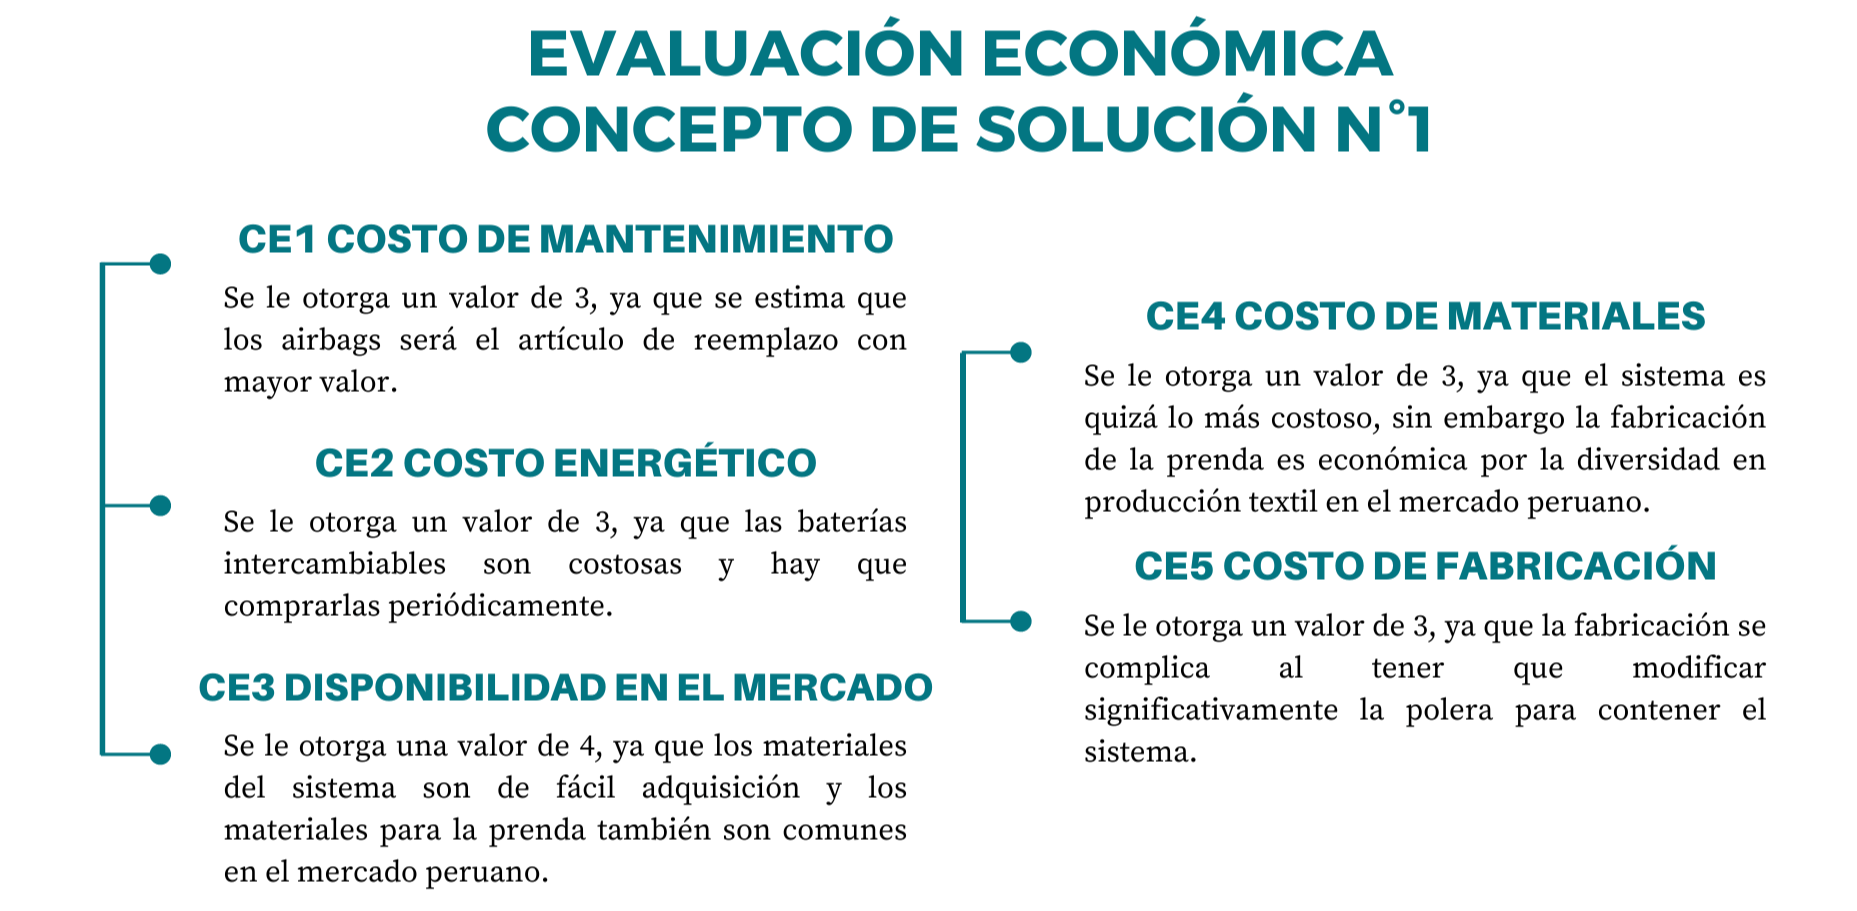 EVALUACIÓN ECONÓMICA
CONCEPTO DE SOLUCIÓN N°1
CE1 COSTO DE MANTENIMIENTO
Se le otorga un valor de 3, ya que se estima que
los airbags será el artículo de reemplazo con
mayor valor.
CE2 COSTO ENERGÉTICO
Se le otorga un valor de 3, ya que las baterías
intercambiables son costosas y hay que
comprarlas periódicamente.
CE3 DISPONIBILIDAD EN EL MERCADO
Se le otorga una valor de 4, ya que los materiales
del sistema son de fácil adquisición y los
materiales para la prenda también son comunes
en el mercado peruano.
CE4 COSTO DE MATERIALES
Se le otorga un valor de 3, ya que el sistema es
quizá lo más costoso, sin embargo la fabricación
de la prenda es económica por la diversidad en
producción textil en el mercado peruano.
CE5 COSTO DE FABRICACIÓN
Se le otorga un valor de 3, ya que la fabricación se
complica al tener que modificar
significativamente la polera para contener el
sistema.